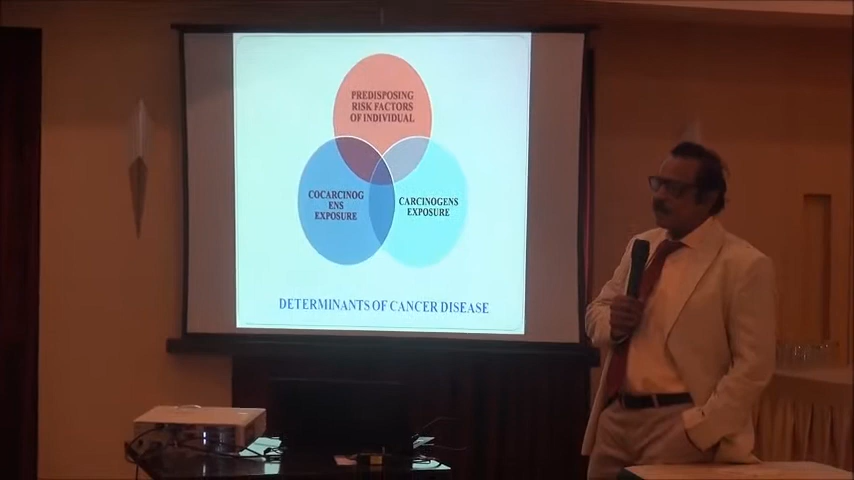 PREDISPOSING
RISK FACTORS
OF INDIVIDUAL
COCARCINOG
ENS
EXPOSURE
CARCINOGENS
EXPOSURE
DETERMINANTS OF CANCER DISEASE